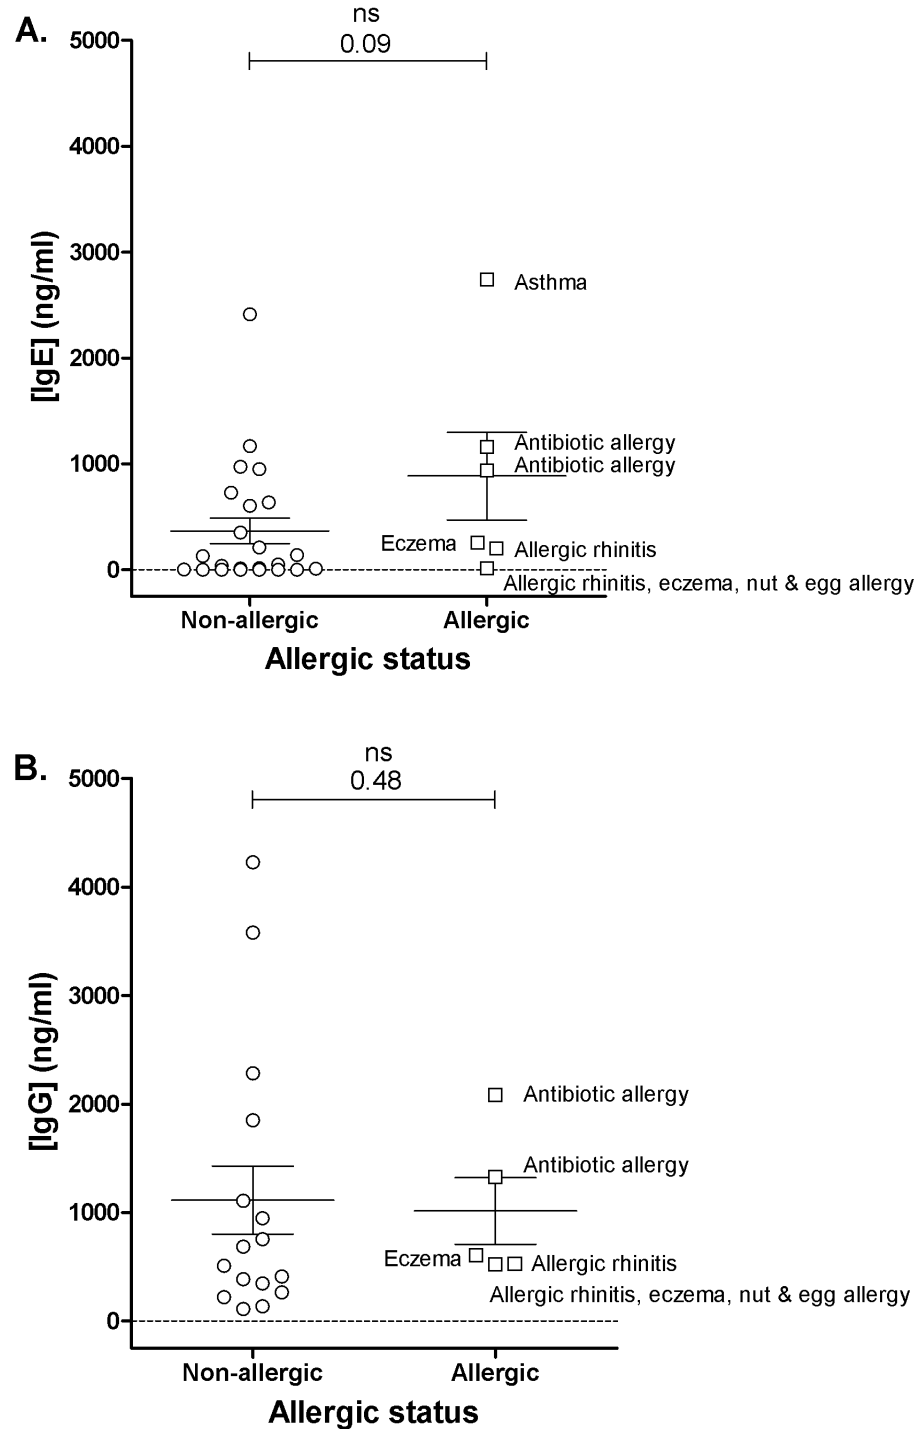 A.
ns
0.09
5000
4000
3000
2000
1000
0
[IgE] (ng/ml)
Asthma
Antibiotic allergy
Antibiotic allergy
Eczema
Allergic rhinitis
Allergic rhinitis, eczema, nut & egg allergy
Non-allergic
Allergic
Allergic status
B.
ns
0.48
5000
4000
3000
2000
1000
0
[IgG] (ng/ml)
Antibiotic allergy
Antibiotic allergy
Eczema
Allergic rhinitis
Allergic rhinitis, eczema, nut & egg allergy
Non-allergic
Allergic
Allergic status